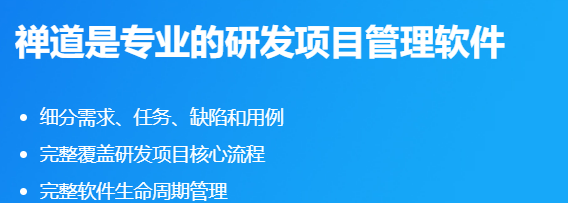 禅道是专业的研发项目管理软件
细分需求、任务、缺陷和用例
完整覆盖研发项目核心流程
完整软件生命周期管理